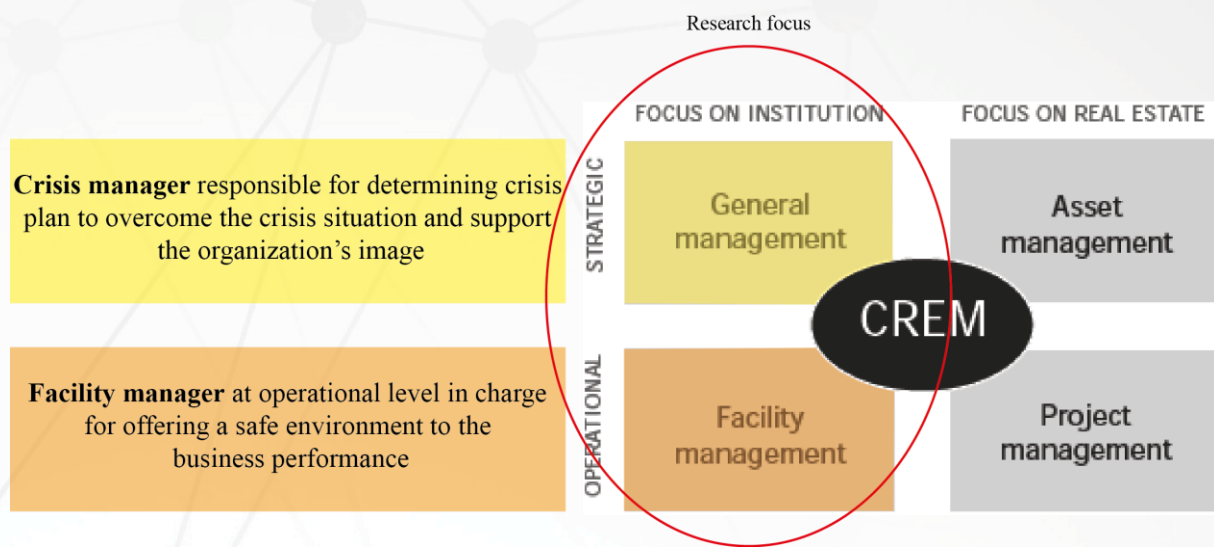 Research focus
FOCUS ON INSTITUTION
FOCUS ON REAL ESTATE
Crisis manager responsible for determining crisis
plan to overcome the crisis situation and support
the organization's image
STRATEGIC
General
management
Asset
management
CREM
Facility manager at operational level in charge
for offering a safe environment to the
business performance
OPERATIONAL
Facility
management
Project
management